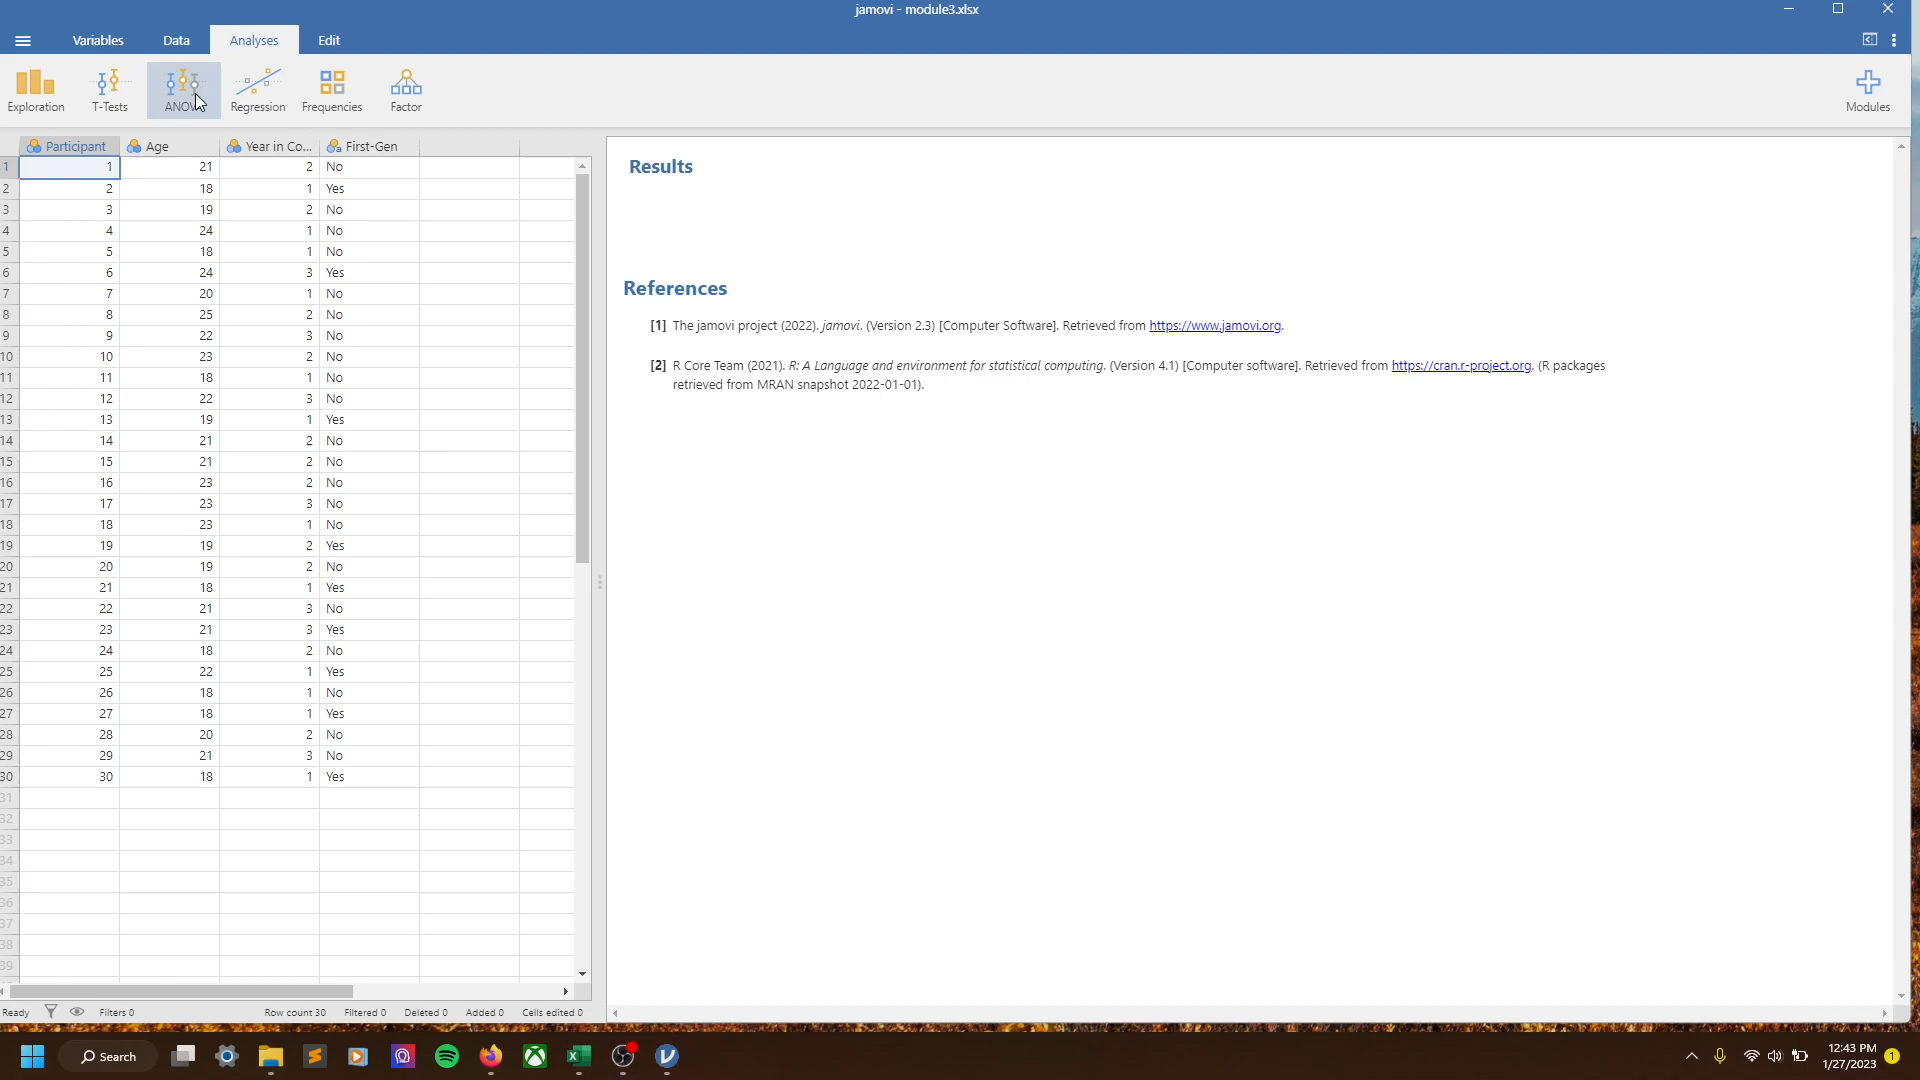 jamovi - module3.xlsx
Variables Data Analyses Edit
Exploration T-Tests ANOV Regression Frequencies Factor Modules
Participant Age Year in Co... First-Gen
1 1 21 2 No
2 2 18 1 Yes
3 3 19 2 No
4 4 24 1 No
5 5 18 1 No
6 6 24 3 Yes
7 7 20 1 No
8 8 25 2 No
9 9 22 3 No
10 10 23 2 No
11 11 18 1 No
12 12 22 3 No
13 13 19 1 Yes
14 14 21 2 No
15 15 21 2 No
16 16 23 2 No
17 17 23 3 No
18 18 23 1 No
19 19 19 2 Yes
20 20 19 2 No
21 21 18 1 Yes
22 22 21 3 No
23 23 21 3 Yes
24 24 18 2 No
25 25 22 1 Yes
26 26 18 1 No
27 27 18 1 Yes
28 28 20 2 No
29 29 21 3 No
30 30 18 1 Yes
31
32
33
34
35
36
37
38
39
Ready Filters 0 Row count 30 Filtered 0 Deleted 0 Added 0 Cells edited 0
Results
References
[1] The jamovi project (2022). jamovi. (Version 2.3) [Computer Software]. Retrieved from https://www.jamovi.org.
[2] R Core Team (2021). R: A Language and environment for statistical computing. (Version 4.1) [Computer software]. Retrieved from https://cran.r-project.org. (R packages
retrieved from MRAN snapshot 2022-01-01).
Search
12:43 PM
1/27/2023
1